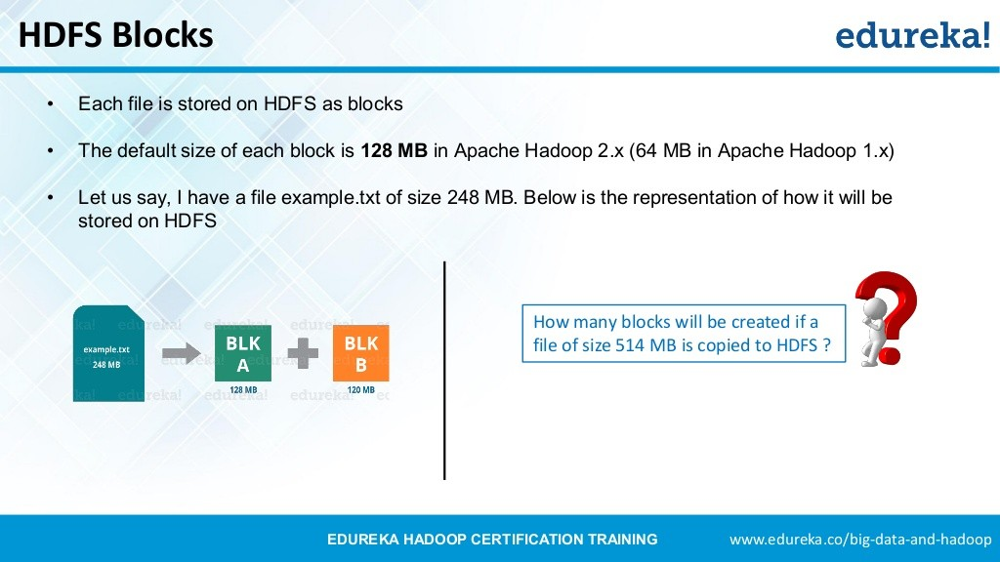 HDFS Blocks
edureka!
• Each file is stored on HDFS as blocks
• The default size of each block is 128 MB in Apache Hadoop 2.x (64 MB in Apache Hadoop 1.x)
• Let us say, I have a file example.txt of size 248 MB. Below is the representation of how it will be
stored on HDFS
example.txt
248 MB
BLK
A
128 MB
BLK
B
120 MB
How many blocks will be created if a
file of size 514 MB is copied to HDFS ?
EDUREKA HADOOP CERTIFICATION TRAINING
www.edureka.co/big-data-and-hadoop